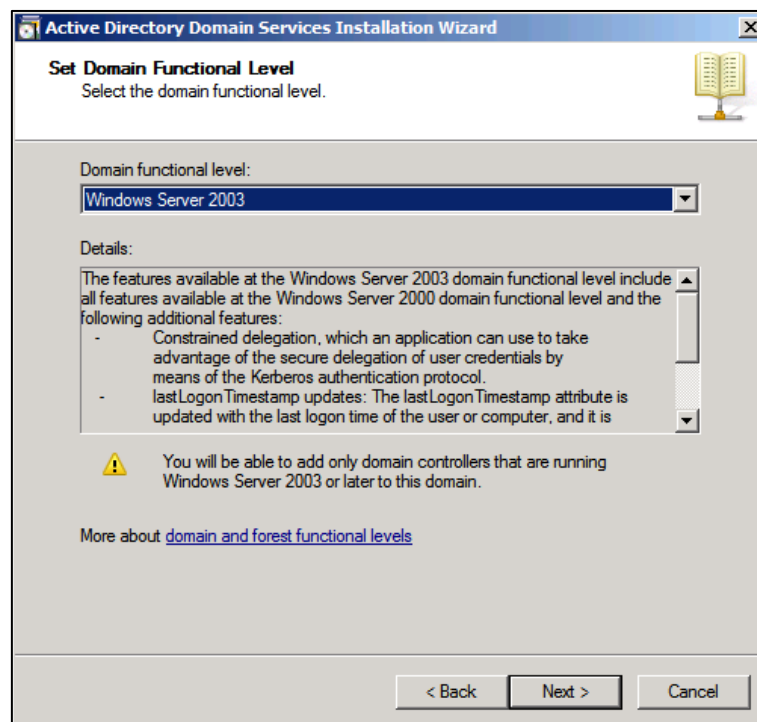 Active Directory Domain Services Installation Wizard
Set Domain Functional Level
Select the domain functional level.
Domain functional level:
Windows Server 2003
Details:
The features available at the Windows Server 2003 domain functional level include
all features available at the Windows Server 2000 domain functional level and the
following additional features:
- Constrained delegation, which an application can use to take
advantage of the secure delegation of user credentials by
means of the Kerberos authentication protocol.
- lastLogonTimestamp updates: The lastLogonTimestamp attribute is
updated with the last logon time of the user or computer, and it is
You will be able to add only domain controllers that are running
Windows Server 2003 or later to this domain.
More about domain and forest functional levels
< Back Next > Cancel